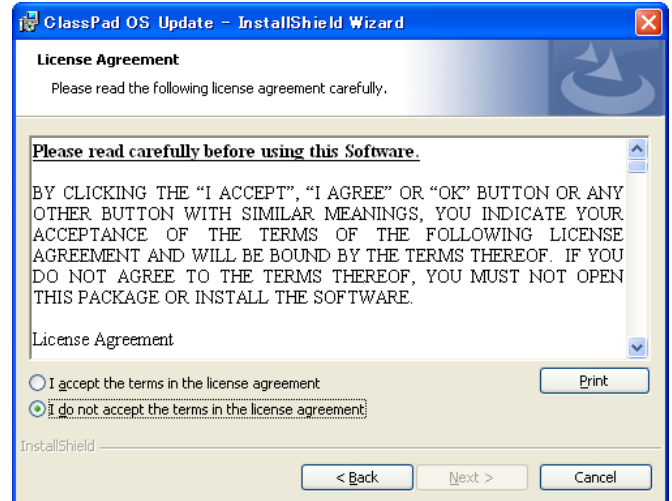 ClassPad OS Update - InstallShield Wizard
License Agreement
Please read the following license agreement carefully.
Please read carefully before using this Software.
BY CLICKING THE “I ACCEPT”, “I AGREE” OR “OK” BUTTON OR ANY
OTHER BUTTON WITH SIMILAR MEANINGS, YOU INDICATE YOUR
ACCEPTANCE OF THE TERMS OF THE FOLLOWING LICENSE
AGREEMENT AND WILL BE BOUND BY THE TERMS THEREOF. IF YOU
DO NOT AGREE TO THE TERMS THEREOF, YOU MUST NOT OPEN
THIS PACKAGE OR INSTALL THE SOFTWARE.
License Agreement
I accept the terms in the license agreement
Print
I do not accept the terms in the license agreement
InstallShield
< Back
Next >
Cancel